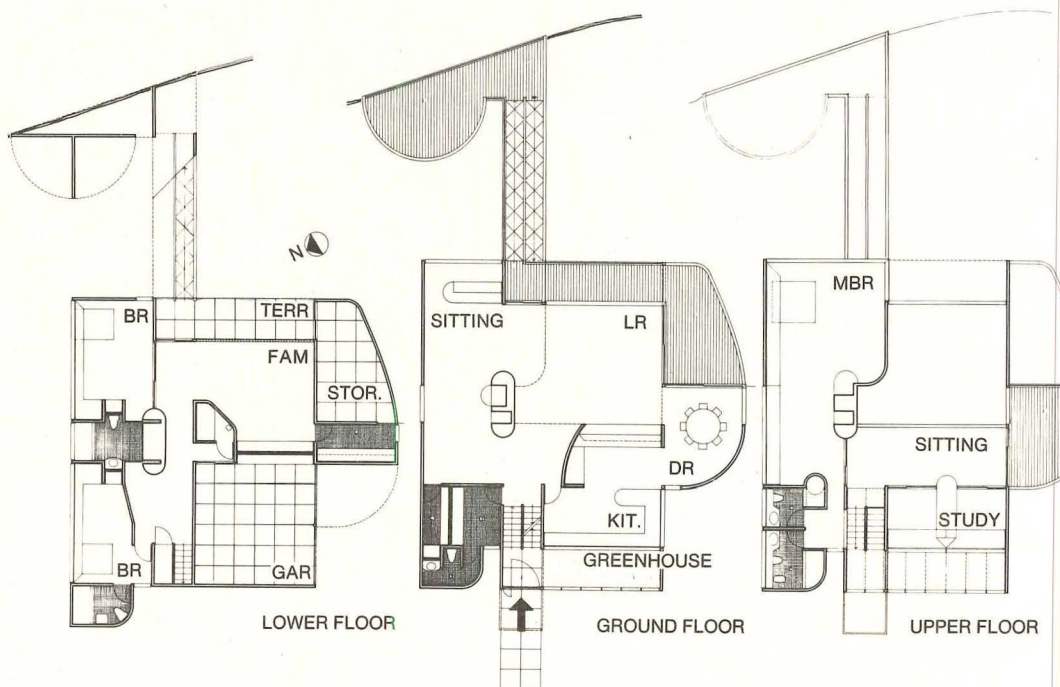 N
BR
TERR
FAM
STOR.
BR
GAR
LOWER FLOOR
SITTING
LR
DR
KIT.
GREENHOUSE
GROUND FLOOR
MBR
SITTING
STUDY
UPPER FLOOR